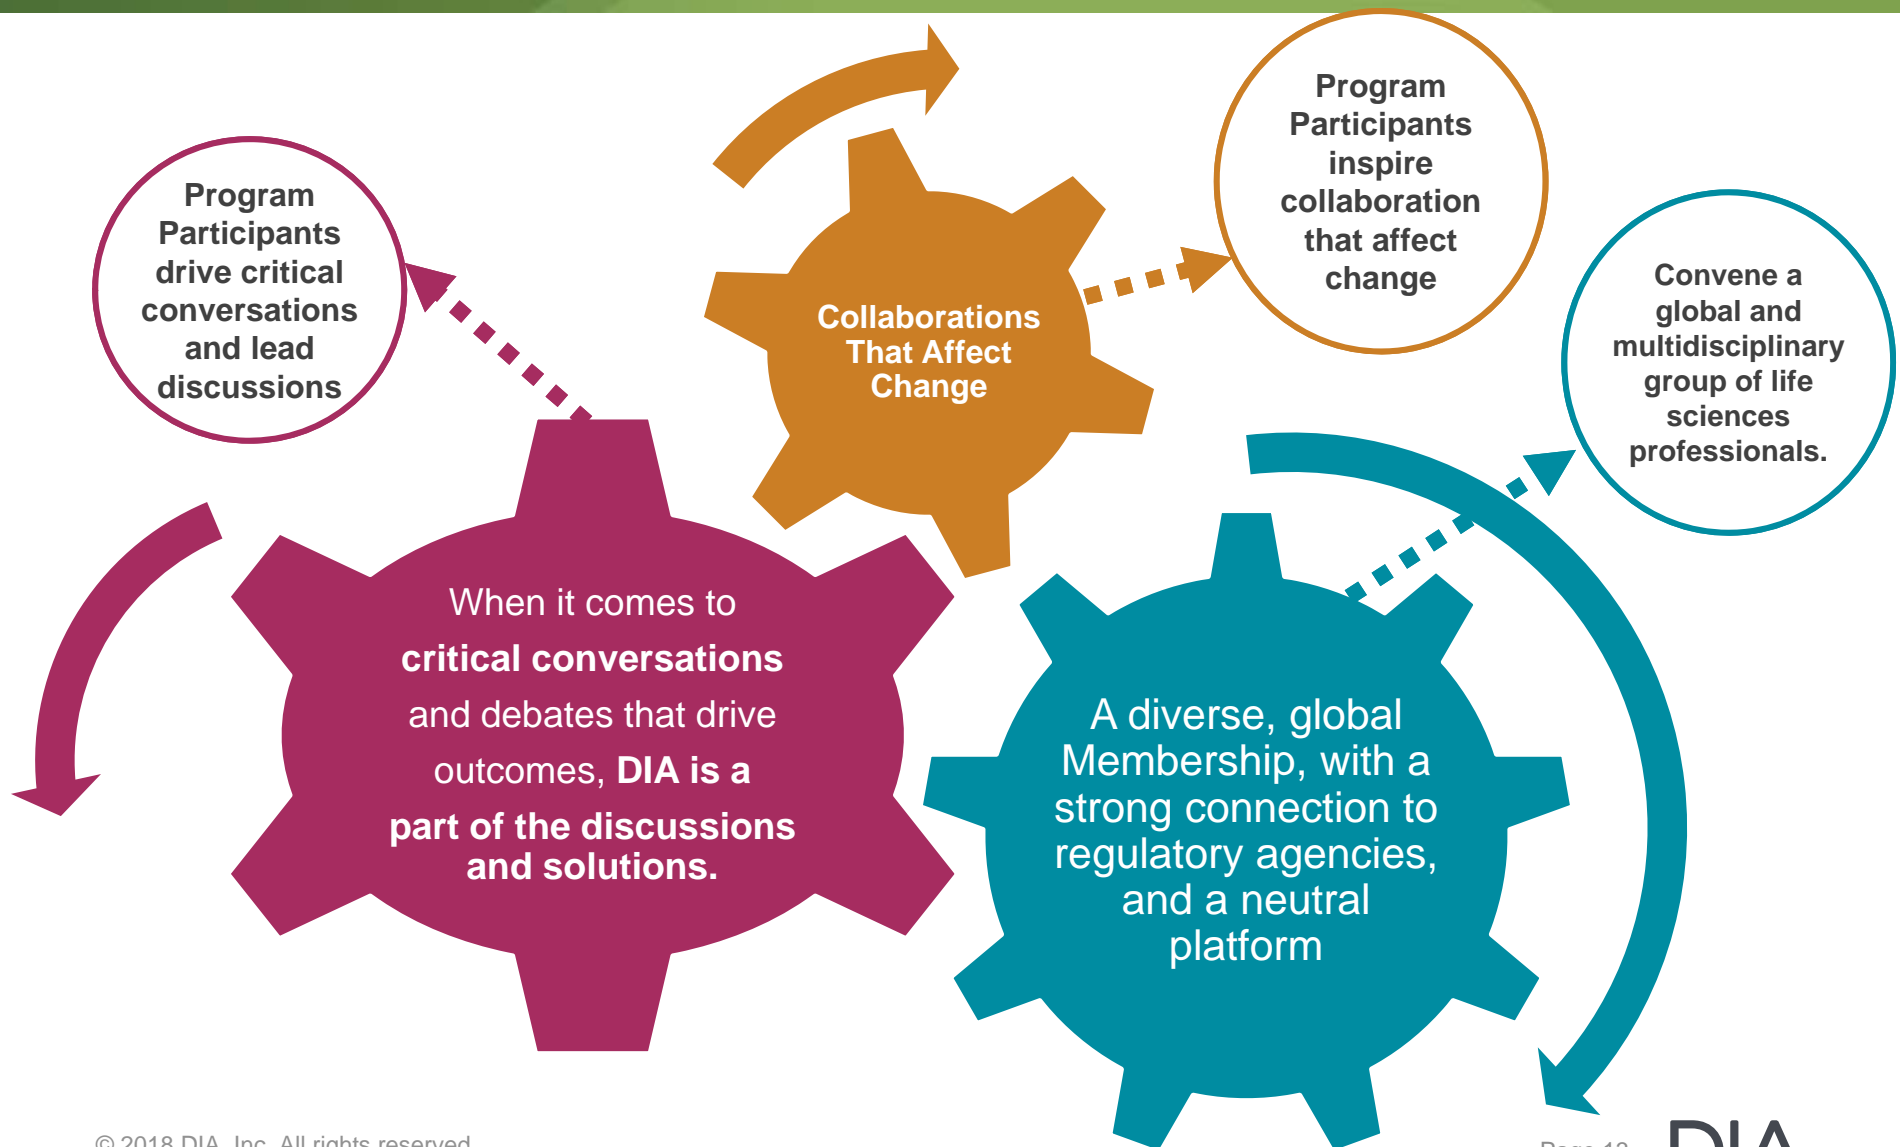 Program
Participants
drive critical
conversations
and lead
discussions
Collaborations
That Affect
Change
Program
Participants
inspire
collaboration
that affect
change
Convene a
global and
multidisciplinary
group of life
sciences
professionals.
When it comes to
critical conversations
and debates that drive
outcomes, DIA is a
part of the discussions
and solutions.
A diverse, global
Membership, with a
strong connection to
regulatory agencies,
and a neutral
platform
© 2018 DIA, Inc. All rights reserved
Page
DIA